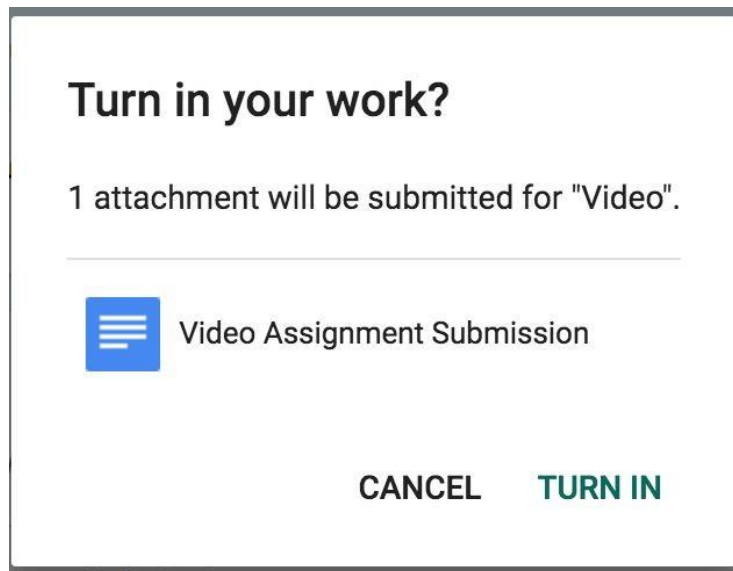 Turn in your work?
1 attachment will be submitted for "Video".
Video Assignment Submission
CANCEL TURN IN